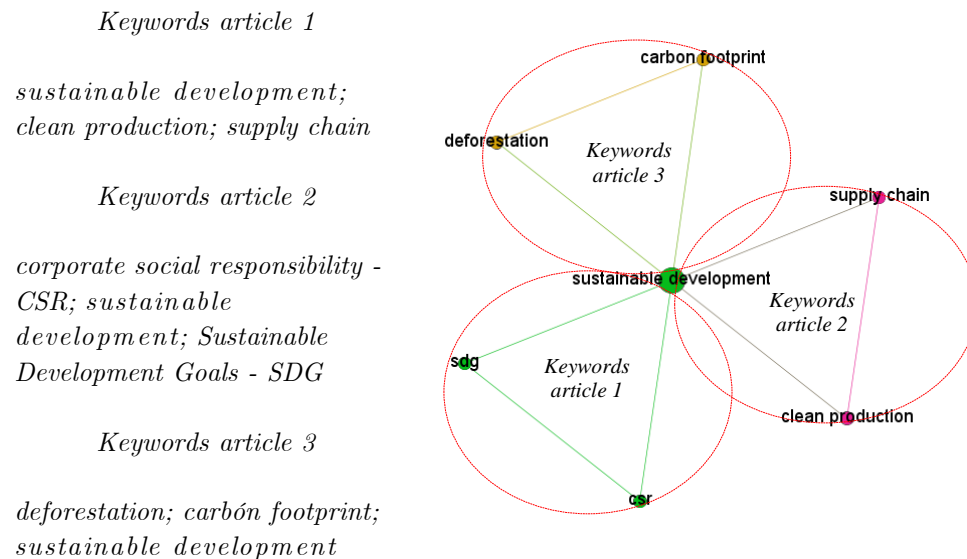 Keywords article 1
sustainable development;
clean production; supply chain
Keywords article 2
corporate social responsibility -
CSR; sustainable
development; Sustainable
Development Goals - SDG
Keywords article 3
deforestation; carbón footprint;
sustainable development
carbon footprint
deforestation
Keywords
article 3
supply chain
sustainable development
Keywords
article 2
sdg
Keywords
article 1
clean production
csr